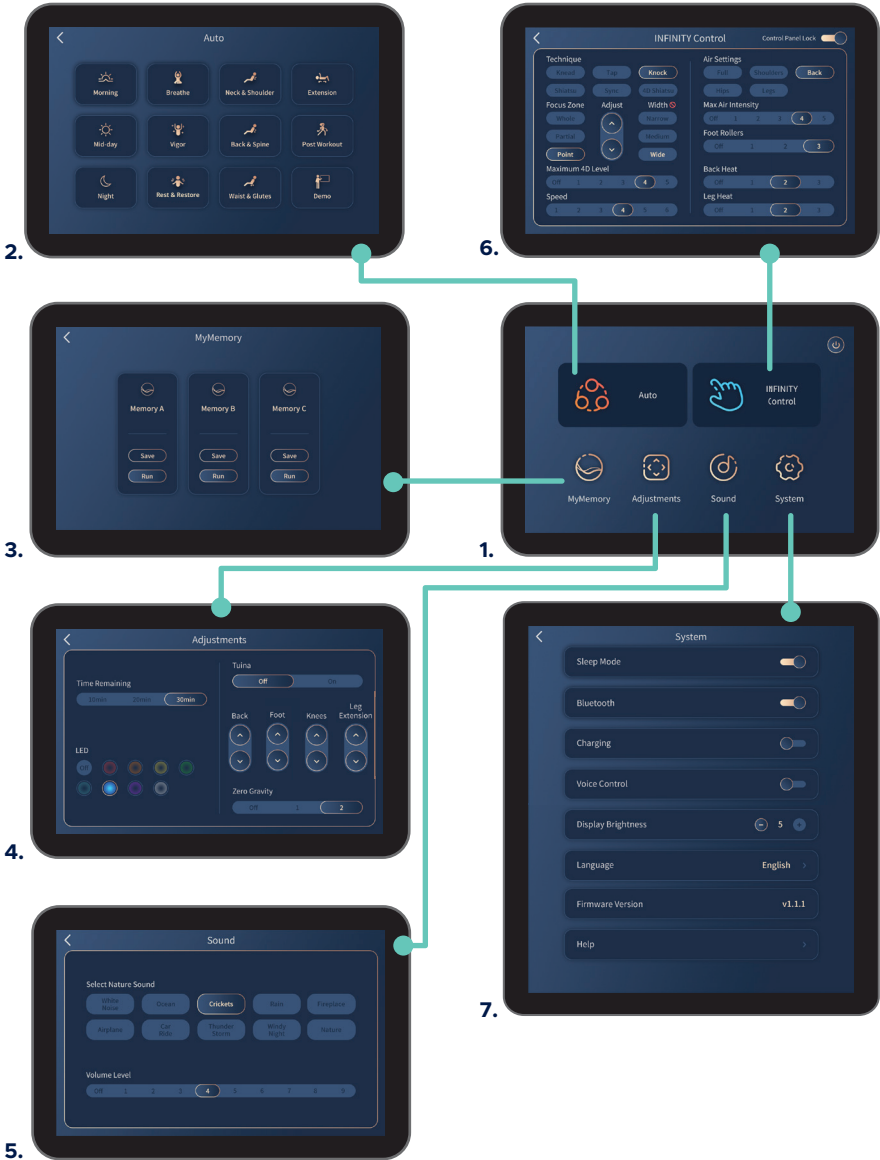 Auto
Morning
Breathe
Neck & Shoulder
Extension
Mid-day
Vigor
Back & Spine
Post Workout
Night
Rest & Restore
Waist & Glutes
Demo
2.
INFINITY Control
Control Panel Lock
Technique
Knead Tap Knock
Shiatsu Sync 4D Shiatsu
Focus Zone Adjust Width
Whole Narrow
Partial Medium
Point Wide
Maximum 4D Level
Off 1 2 3 4 5
Speed
1 2 3 4 5 6
Air Settings
Full Shoulders Back
Hips Legs
Max Air Intensity
Off 1 2 3 4 5
Foot Rollers
Off 1 2 3
Back Heat
Off 1 2 3
Leg Heat
Off 1 2 3
6.
MyMemory
Memory A
Memory B
Memory C
Save
Save
Save
Run
Run
Run
3.
Auto
INFINITY
Control
MyMemory
Adjustments
Sound
System
1.
Adjustments
Time Remaining
10min 20min 30min
LED
Off
Tuina
Off On
Back
Foot
Knees
Leg
Extension
Zero Gravity
Off 1 2
4.
Sound
Select Nature Sound
White
Noise
Ocean
Crickets
Rain
Fireplace
Airplane
Car
Ride
Thunder
Storm
Windy
Night
Nature
Volume Level
Off 1 2 3 4 5 6 7 8 9
5.
System
Sleep Mode
Bluetooth
Charging
Voice Control
Display Brightness 5
Language English
Firmware Version v1.1.1
Help
7.